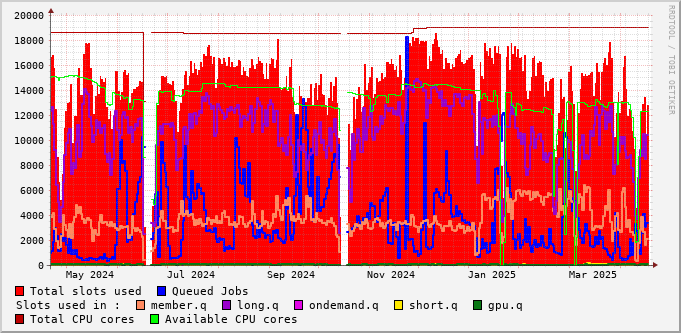 20000
18000
16000
14000
12000
10000
8000
6000
4000
2000
0
May 2024 Jul 2024 Sep 2024 Nov 2024 Jan 2025 Mar 2025
RRDTOOL / TOBI OETIKER
Total slots used Queued Jobs
Slots used in : member.q long.q ondemand.q short.q gpu.q
Total CPU cores Available CPU cores